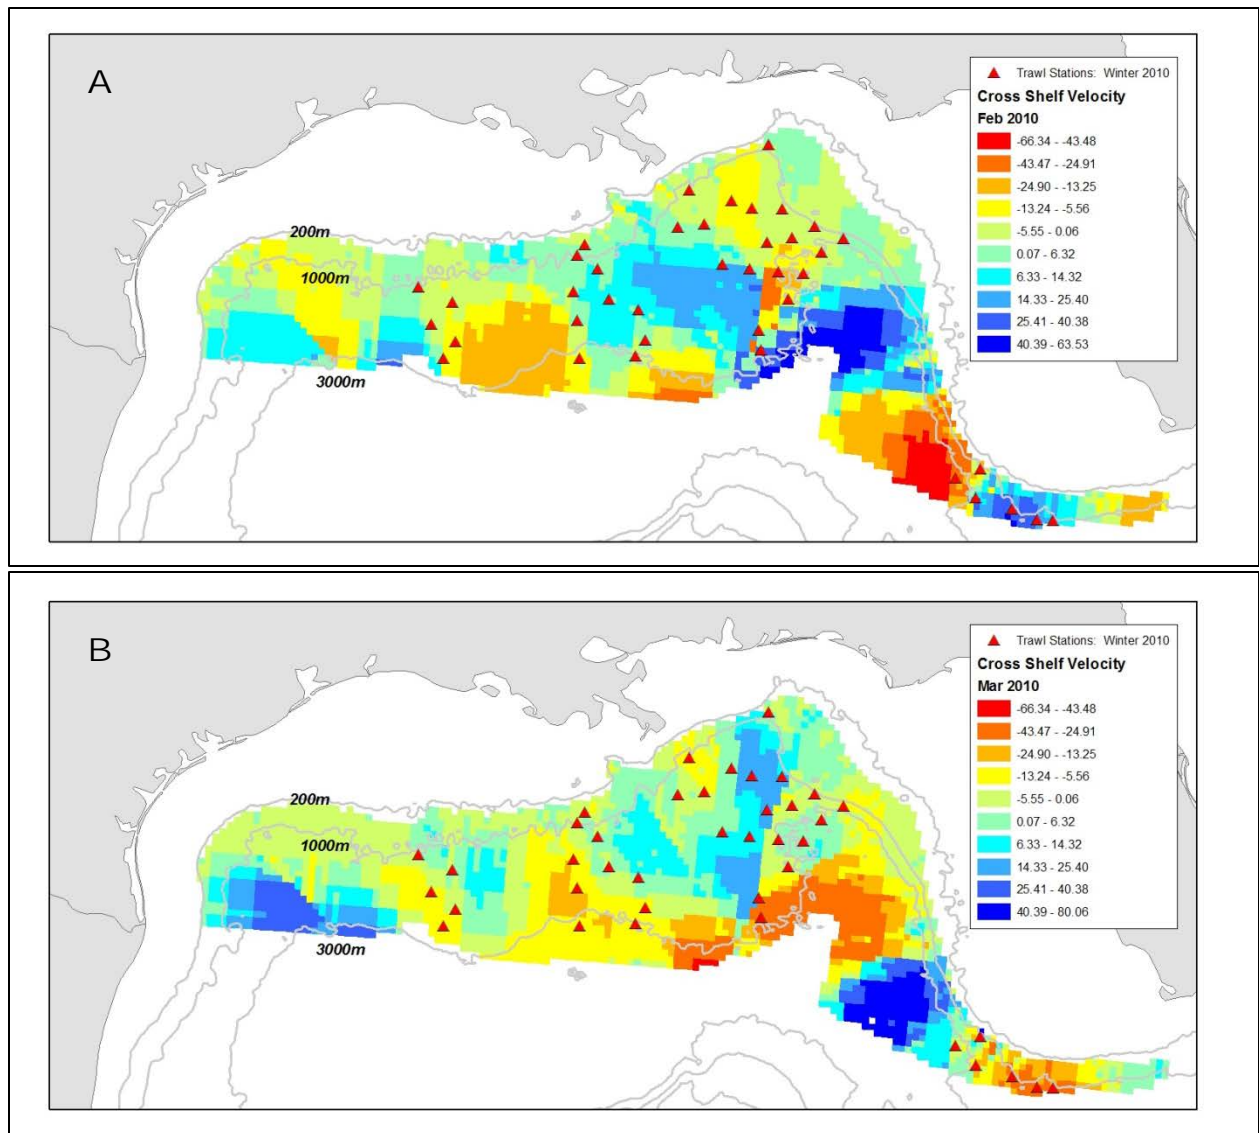 A
Trawl Stations: Winter 2010
Cross Shelf Velocity
Feb 2010
-66.34 - -43.48
-43.47 - -24.91
-24.90 - -13.25
-13.24 - -5.56
-5.55 - 0.06
0.07 - 6.32
6.33 - 14.32
14.33 - 25.40
25.41 - 40.38
40.39 - 63.53
200m
1000m
3000m
B
Trawl Stations: Winter 2010
Cross Shelf Velocity
Mar 2010
-66.34 - -43.48
-43.47 - -24.91
-24.90 - -13.25
-13.24 - -5.56
-5.55 - 0.06
0.07 - 6.32
6.33 - 14.32
14.33 - 25.40
25.41 - 40.38
40.39 - 80.06
200m
1000m
3000m